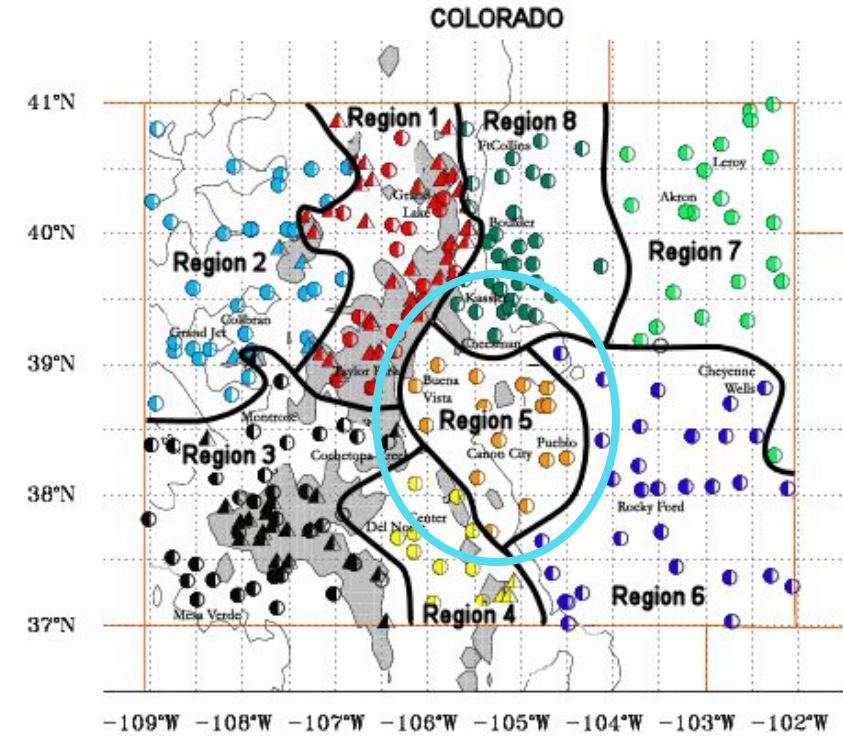 COLORADO
41°N
Region 1
Region 8
FtCollins
Leroy
Grand
Lake
Akron
Boulder
40°N
Region 2
Region 7
Kassler
Collbran
Grand Jct
Cheesman
39°N
Taylor Park
Buena
Vista
Cheyenne
Wells
Montrose
Region 5
Region 3
Cochetopa Creek
Canon City
Pueblo
38°N
Rocky Ford
Center
Del Norte
Region 6
Mesa Verde
Region 4
37°N
-109°W -108°W -107°W -106°W -105°W -104°W -103°W -102°W